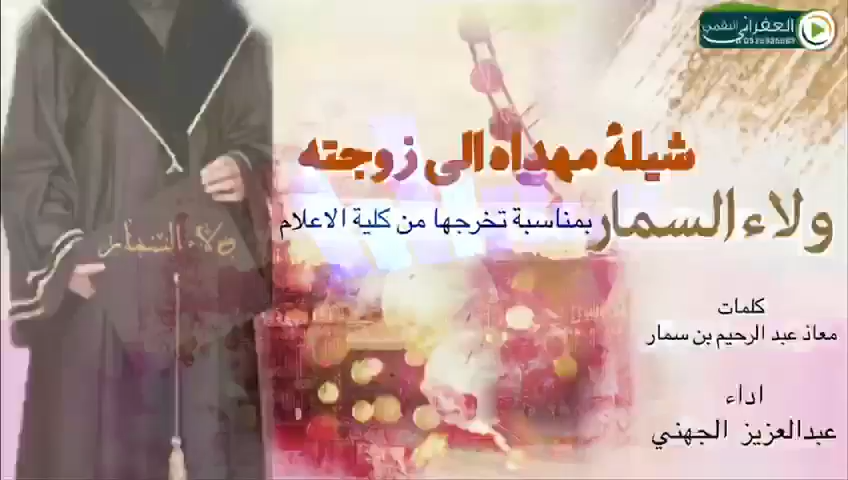 العفراني الرقمي
شيلة مهداه الى زوجته
ولاء السمار
بمناسبة تخرجها من كلية الاعلام
ولاء السمار
كلمات
معاذ عبد الرحيم بن سمار
اداء
عبدالعزيز الجهني